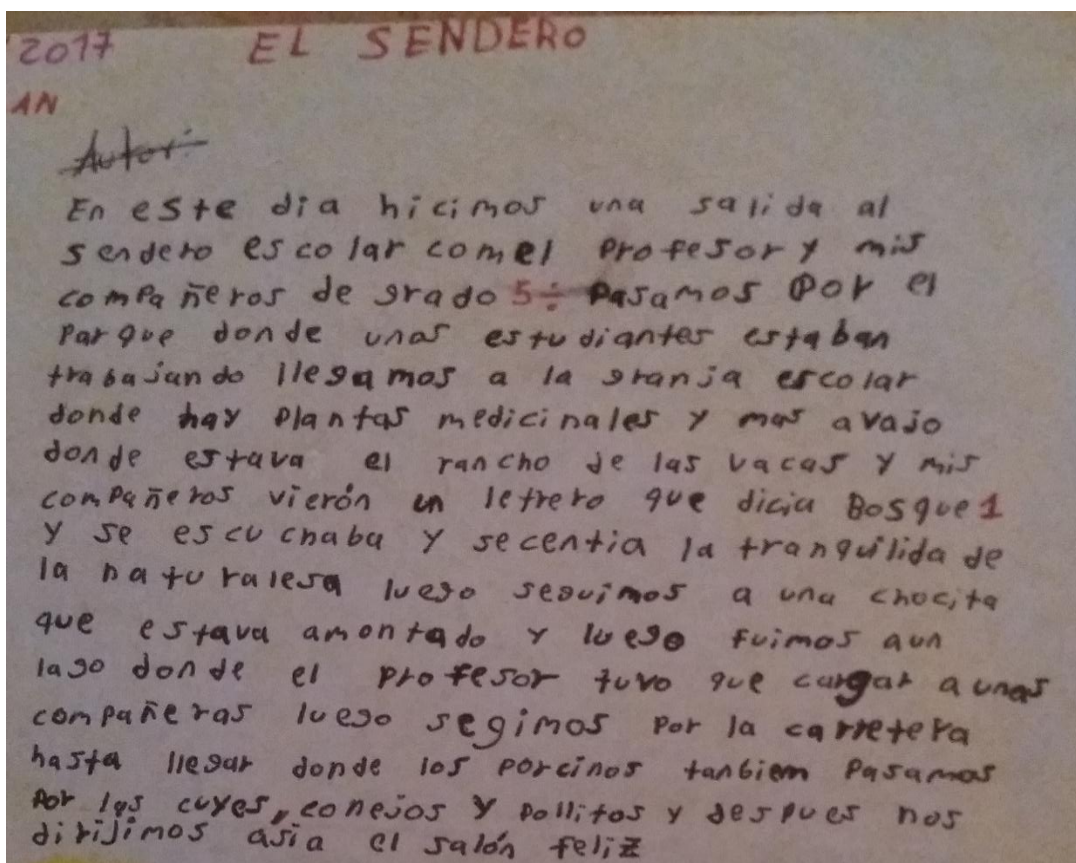 2017 EL SENDERO
AN
Autor:
En este dia hicimos una salida al
sendero escolar comel profesor y mis
compañeros de grado 5÷ pasamos por el
parque donde unos estudiantes estaban
trabajando llegamos a la granja escolar
donde hay plantas medicinales y mas avajo
donde estava el rancho de las vacas y mis
compañeros vierón un letrero que dicia Bosque 1
y se escuchaba y secentia la tranquilida de
la naturalesa luego seguimos a una chocita
que estava amontado y luego fuimos aun
lago donde el profesor tuvo que cargar a unas
compañeras luego segimos por la carretera
hasta llegar donde los porcinos tanbiem pasamos
por los cuyes, conejos y pollitos y despues nos
dirijimos asia el salón feliz